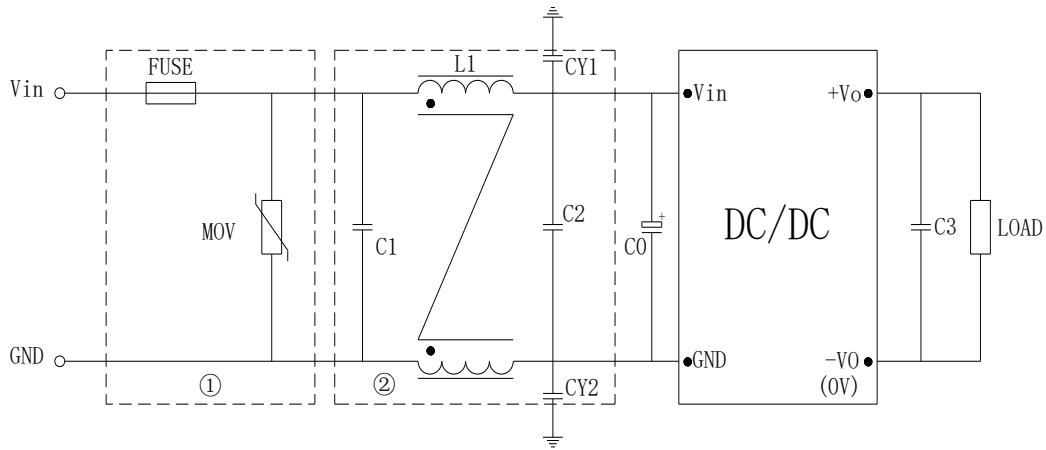 FUSE
L1
CY1
Vin
Vin
+Vo
MOV
C1
C2
+
C0
DC/DC
C3
LOAD
GND
GND
-VO
(0V)
①
②
CY2